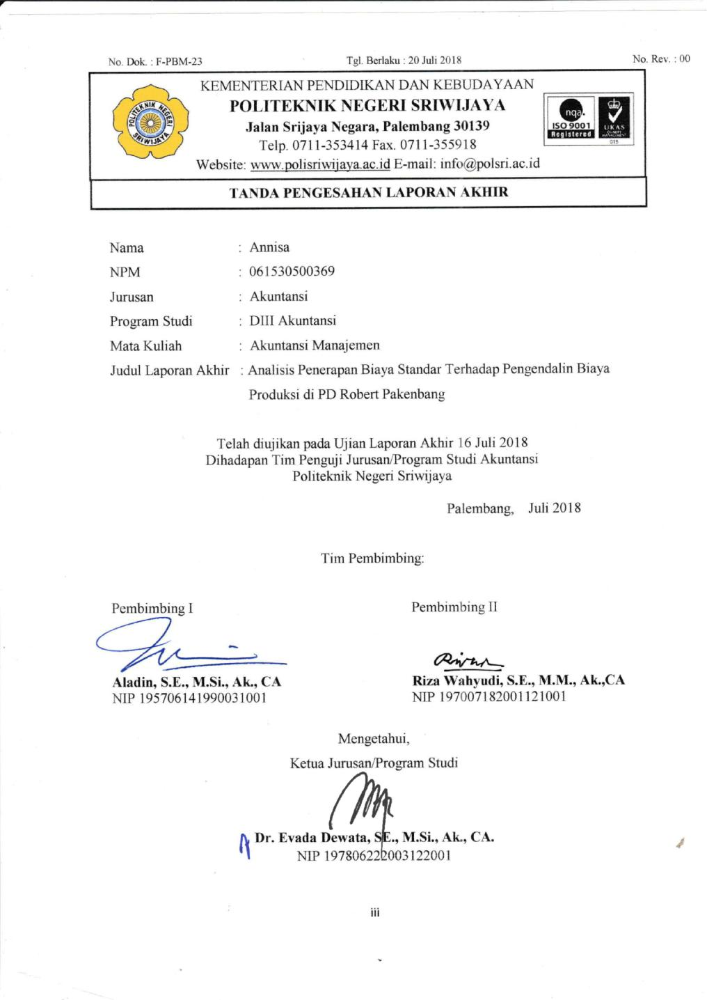 No. Dok. : F-PBM-23 Tgl. Berlaku : 20 Juli 2018 No. Rev. : 00
POLITEKNIK NEGERI SRIWIJAYA
KEMENTERIAN PENDIDIKAN DAN KEBUDAYAAN
POLITEKNIK NEGERI SRIWIJAYA
Jalan Srijaya Negara, Palembang 30139
Telp. 0711-353414 Fax. 0711-355918
Website: www.polisriwijaya.ac.id E-mail: info@polsri.ac.id
nqa.
ISO 9001
Registered
UKAS
QUALITY
MANAGEMENT
015
TANDA PENGESAHAN LAPORAN AKHIR
Nama : Annisa
NPM : 061530500369
Jurusan : Akuntansi
Program Studi : DIII Akuntansi
Mata Kuliah : Akuntansi Manajemen
Judul Laporan Akhir : Analisis Penerapan Biaya Standar Terhadap Pengendalin Biaya
Produksi di PD Robert Pakenbang
Telah diujikan pada Ujian Laporan Akhir 16 Juli 2018
Dihadapan Tim Penguji Jurusan/Program Studi Akuntansi
Politeknik Negeri Sriwijaya
Palembang, Juli 2018
Tim Pembimbing:
Pembimbing I Pembimbing II
Aladin, S.E., M.Si., Ak., CA Riza Wahyudi, S.E., M.M., Ak.,CA
NIP 195706141990031001 NIP 197007182001121001
Mengetahui,
Ketua Jurusan/Program Studi
Dr. Evada Dewata, SE., M.Si., Ak., CA.
NIP 197806222003122001
iii